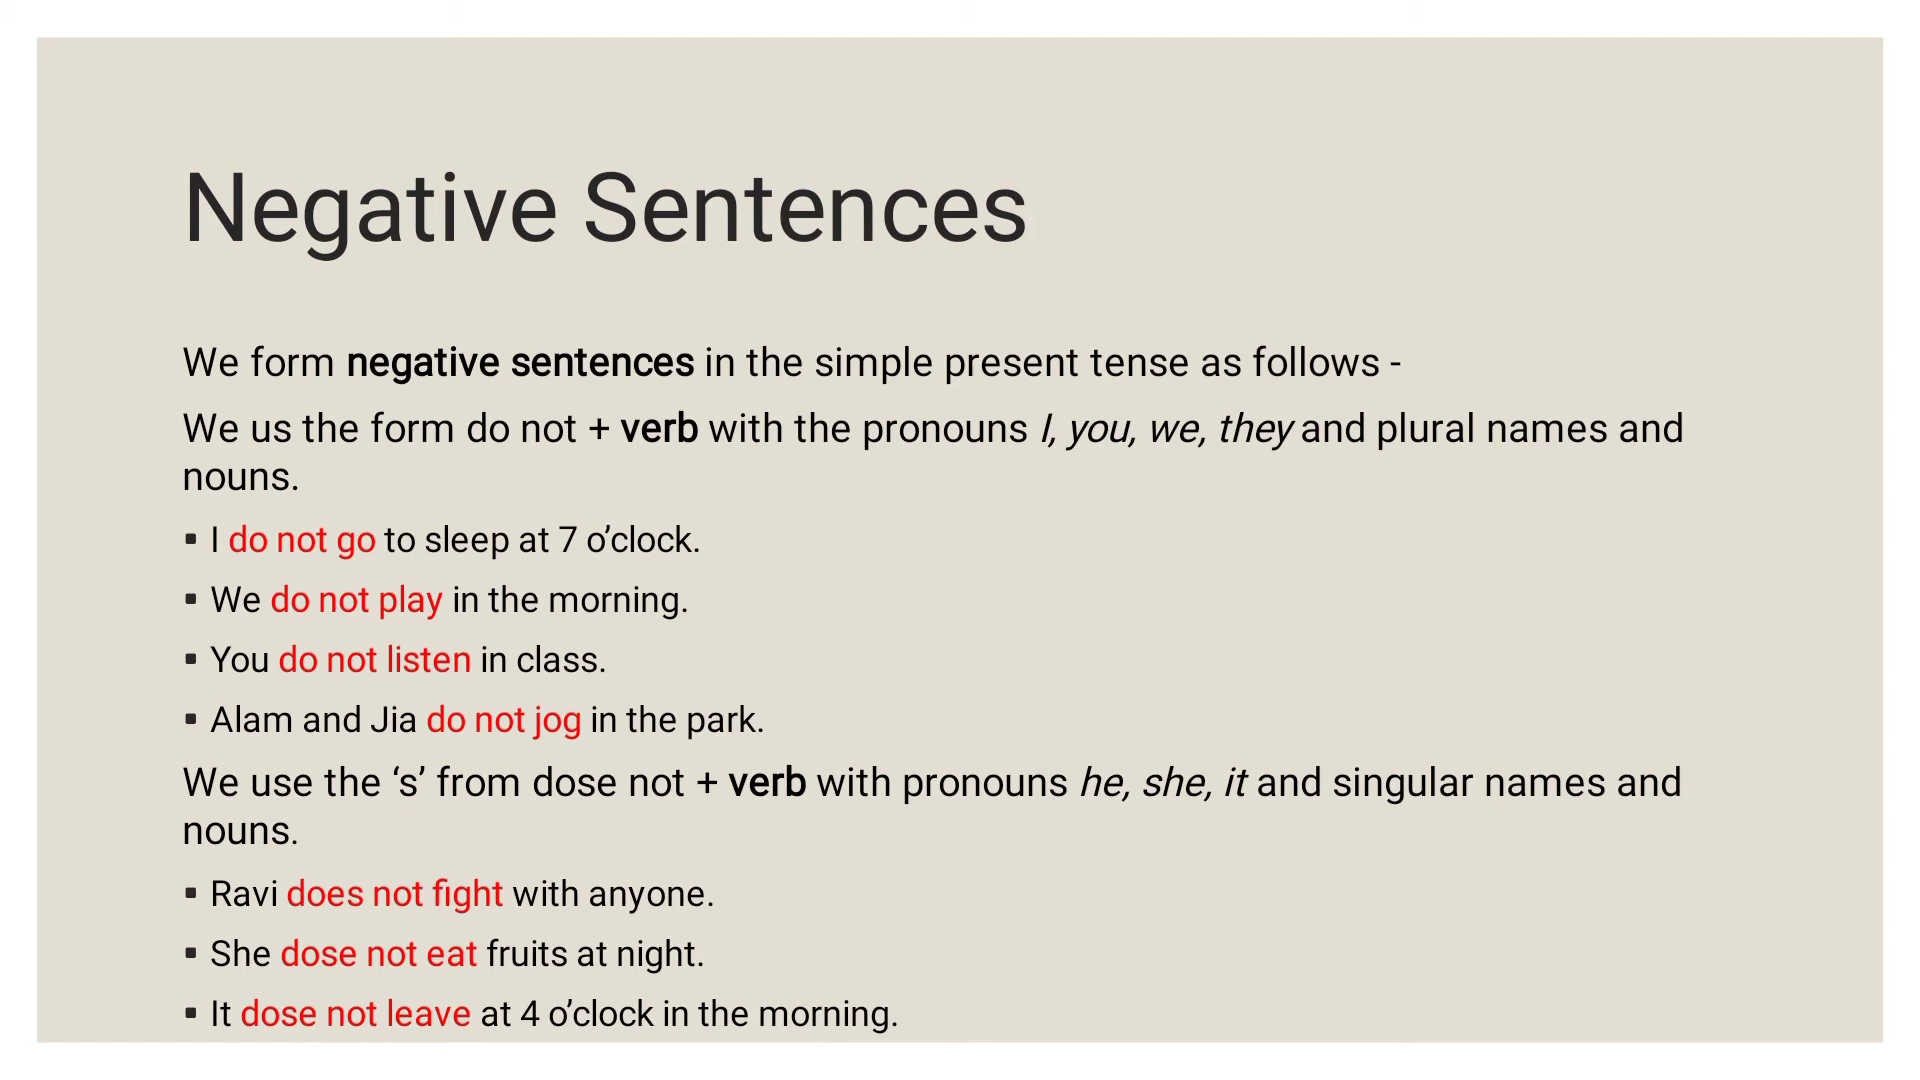 Negative Sentences
We form negative sentences in the simple present tense as follows -
We us the form do not + verb with the pronouns I, you, we, they and plural names and
nouns.
▪ I do not go to sleep at 7 o’clock.
▪ We do not play in the morning.
▪ You do not listen in class.
▪ Alam and Jia do not jog in the park.
We use the ‘s’ from dose not + verb with pronouns he, she, it and singular names and
nouns.
▪ Ravi does not fight with anyone.
▪ She dose not eat fruits at night.
▪ It dose not leave at 4 o’clock in the morning.